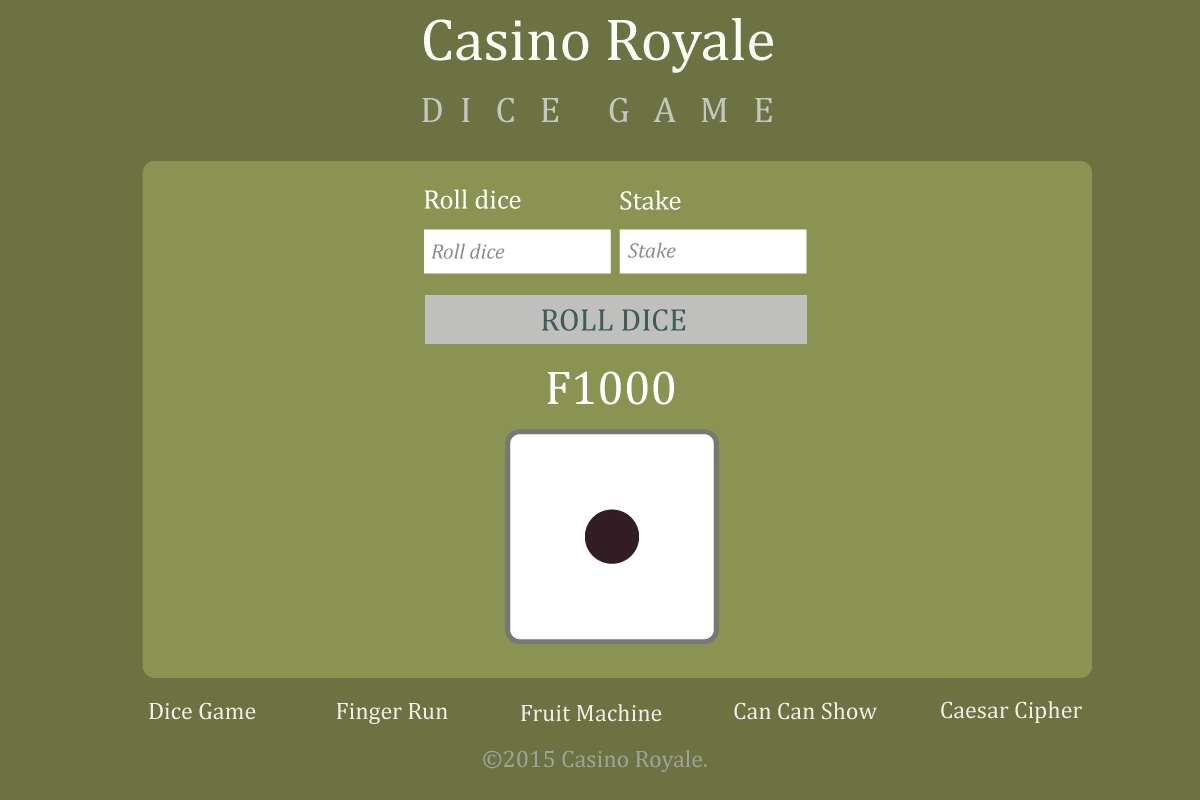 Casino Royale
DICE GAME
Roll dice Stake
Roll dice Stake
ROLL DICE
F1000
Dice Game Finger Run Fruit Machine Can Can Show Caesar Cipher
©2015 Casino Royale.